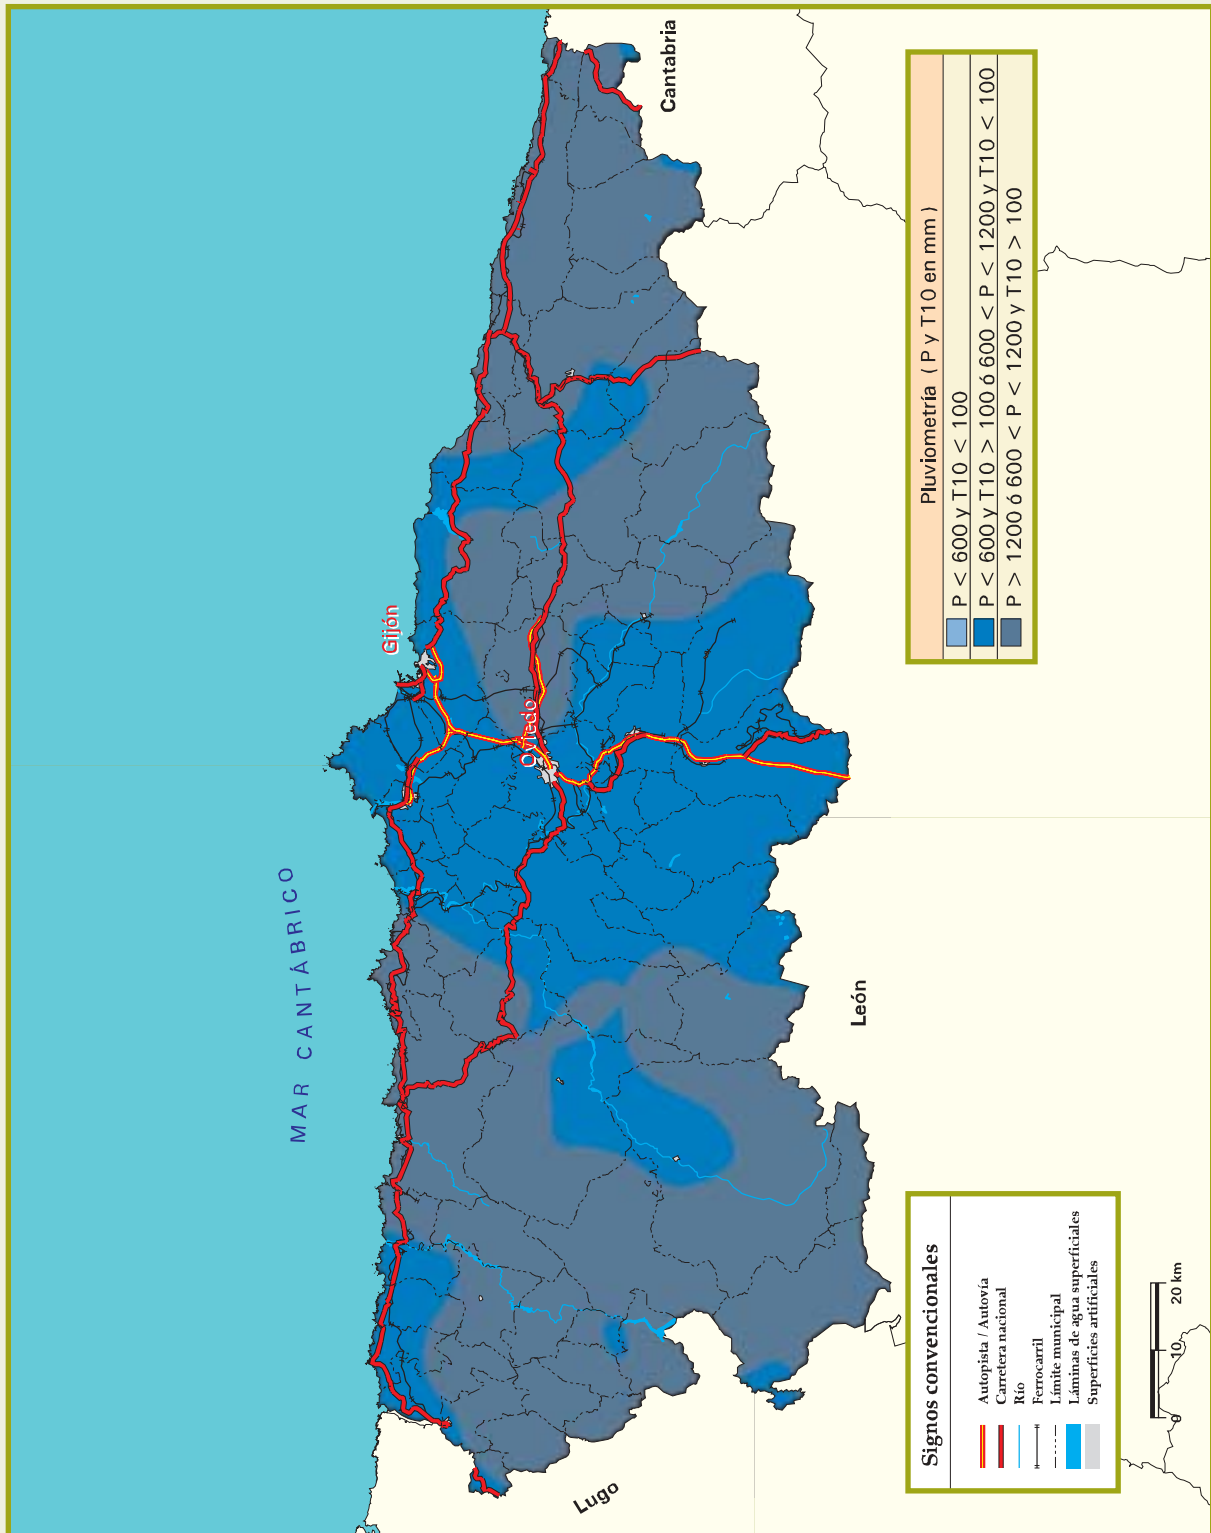 MAR CANTÁBRICO
Gijón
Oviedo
Cantabria
León
Lugo
Signos convencionales
Autopista / Autovía
Carretera nacional
Río
Ferrocarril
Límite municipal
Láminas de agua superficiales
Superficies artificiales
0 10 20 km
Pluviometría ( P y T10 en mm )
P < 600 y T10 < 100
P < 600 y T10 > 100 ó 600 < P < 1200 y T10 < 100
P > 1200 ó 600 < P < 1200 y T10 > 100